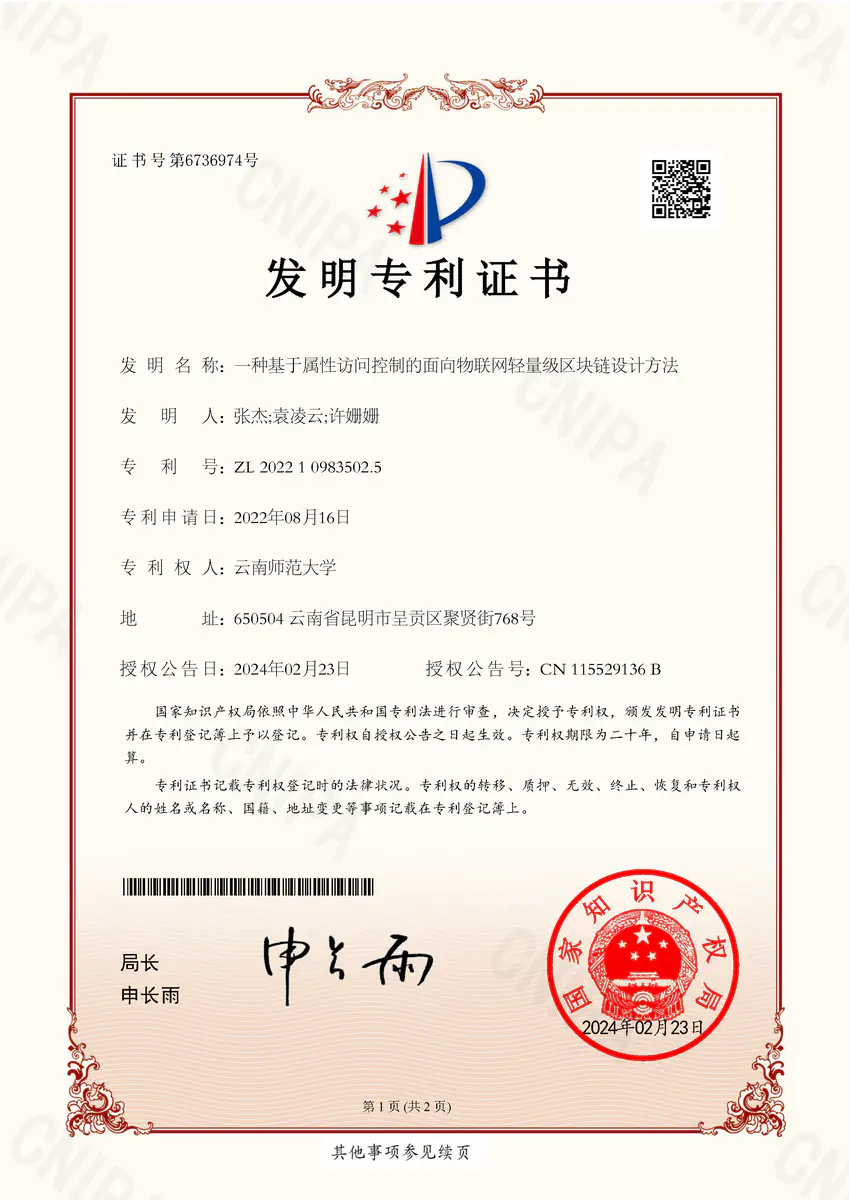 证书号第6736974号
发明专利证书
发明名称：一种基于属性访问控制的面向物联网轻量级区块链设计方法
发明人：张杰;袁凌云;许姗姗
专利号：ZL 2022 1 0983502.5
专利申请日：2022年08月16日
专利权人：云南师范大学
地址：650504 云南省昆明市呈贡区聚贤街768号
授权公告日：2024年02月23日 授权公告号：CN 115529136 B
国家知识产权局依照中华人民共和国专利法进行审查，决定授予专利权，颁发发明专利证书
并在专利登记簿上予以登记。专利权自授权公告之日起生效。专利权期限为二十年，自申请日起
算。
专利证书记载专利权登记时的法律状况。专利权的转移、质押、无效、终止、恢复和专利权
人的姓名或名称、国籍、地址变更等事项记载在专利登记簿上。
局长
申长雨
申长雨
国家知识产权局
2024年02月23日
第 1 页 (共 2 页)
其他事项参见续页
CNIPA
CNIPA
CNIPA
CNIPA
CNIPA
CNIPA
CNIPA
CNIPA
CNIPA
CNIPA